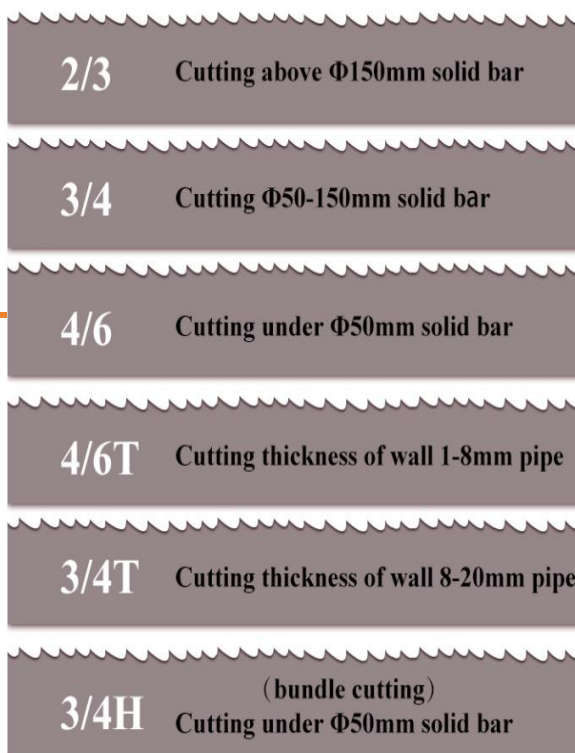 2/3 Cutting above Φ150mm solid bar
3/4 Cutting Φ50-150mm solid bar
4/6 Cutting under Φ50mm solid bar
4/6T Cutting thickness of wall 1-8mm pipe
3/4T Cutting thickness of wall 8-20mm pipe
(bundle cutting)
3/4H Cutting under Φ50mm solid bar